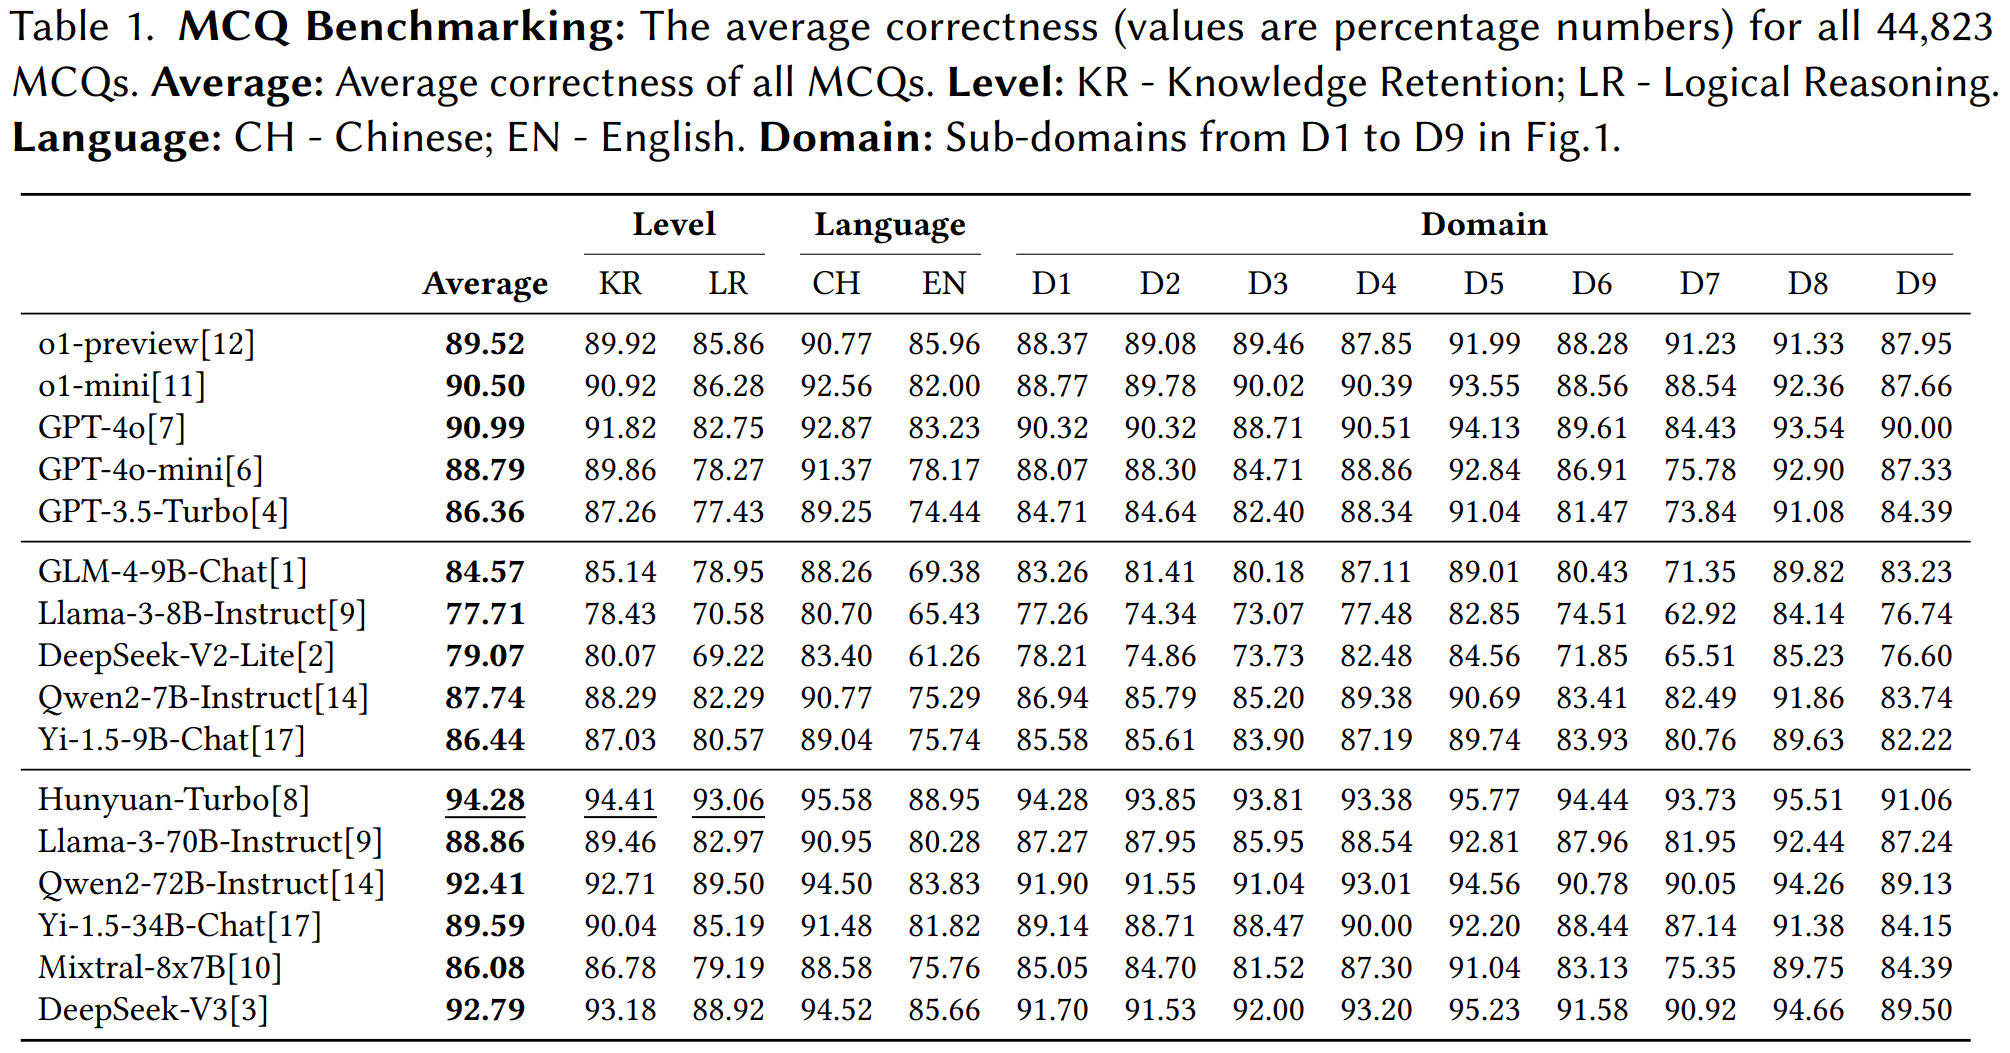 Table 1. MCQ Benchmarking: The average correctness (values are percentage numbers) for all 44,823
MCQs. Average: Average correctness of all MCQs. Level: KR - Knowledge Retention; LR - Logical Reasoning.
Language: CH - Chinese; EN - English. Domain: Sub-domains from D1 to D9 in Fig.1.
Level Language Domain
Average KR LR CH EN D1 D2 D3 D4 D5 D6 D7 D8 D9
o1-preview[12] 89.52 89.92 85.86 90.77 85.96 88.37 89.08 89.46 87.85 91.99 88.28 91.23 91.33 87.95
o1-mini[11] 90.50 90.92 86.28 92.56 82.00 88.77 89.78 90.02 90.39 93.55 88.56 88.54 92.36 87.66
GPT-4o[7] 90.99 91.82 82.75 92.87 83.23 90.32 90.32 88.71 90.51 94.13 89.61 84.43 93.54 90.00
GPT-4o-mini[6] 88.79 89.86 78.27 91.37 78.17 88.07 88.30 84.71 88.86 92.84 86.91 75.78 92.90 87.33
GPT-3.5-Turbo[4] 86.36 87.26 77.43 89.25 74.44 84.71 84.64 82.40 88.34 91.04 81.47 73.84 91.08 84.39
GLM-4-9B-Chat[1] 84.57 85.14 78.95 88.26 69.38 83.26 81.41 80.18 87.11 89.01 80.43 71.35 89.82 83.23
Llama-3-8B-Instruct[9] 77.71 78.43 70.58 80.70 65.43 77.26 74.34 73.07 77.48 82.85 74.51 62.92 84.14 76.74
DeepSeek-V2-Lite[2] 79.07 80.07 69.22 83.40 61.26 78.21 74.86 73.73 82.48 84.56 71.85 65.51 85.23 76.60
Qwen2-7B-Instruct[14] 87.74 88.29 82.29 90.77 75.29 86.94 85.79 85.20 89.38 90.69 83.41 82.49 91.86 83.74
Yi-1.5-9B-Chat[17] 86.44 87.03 80.57 89.04 75.74 85.58 85.61 83.90 87.19 89.74 83.93 80.76 89.63 82.22
Hunyuan-Turbo[8] 94.28 94.41 93.06 95.58 88.95 94.28 93.85 93.81 93.38 95.77 94.44 93.73 95.51 91.06
Llama-3-70B-Instruct[9] 88.86 89.46 82.97 90.95 80.28 87.27 87.95 85.95 88.54 92.81 87.96 81.95 92.44 87.24
Qwen2-72B-Instruct[14] 92.41 92.71 89.50 94.50 83.83 91.90 91.55 91.04 93.01 94.56 90.78 90.05 94.26 89.13
Yi-1.5-34B-Chat[17] 89.59 90.04 85.19 91.48 81.82 89.14 88.71 88.47 90.00 92.20 88.44 87.14 91.38 84.15
Mixtral-8x7B[10] 86.08 86.78 79.19 88.58 75.76 85.05 84.70 81.52 87.30 91.04 83.13 75.35 89.75 84.39
DeepSeek-V3[3] 92.79 93.18 88.92 94.52 85.66 91.70 91.53 92.00 93.20 95.23 91.58 90.92 94.66 89.50